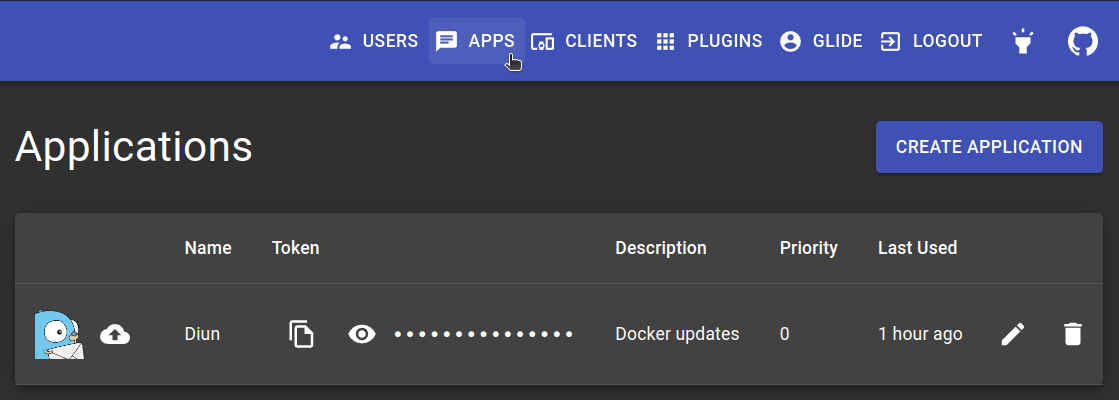 USERS APPS CLIENTS PLUGINS GLIDE LOGOUT
Applications CREATE APPLICATION
Name Token Description Priority Last Used
Diun ••••••••••••••• Docker updates 0 1 hour ago